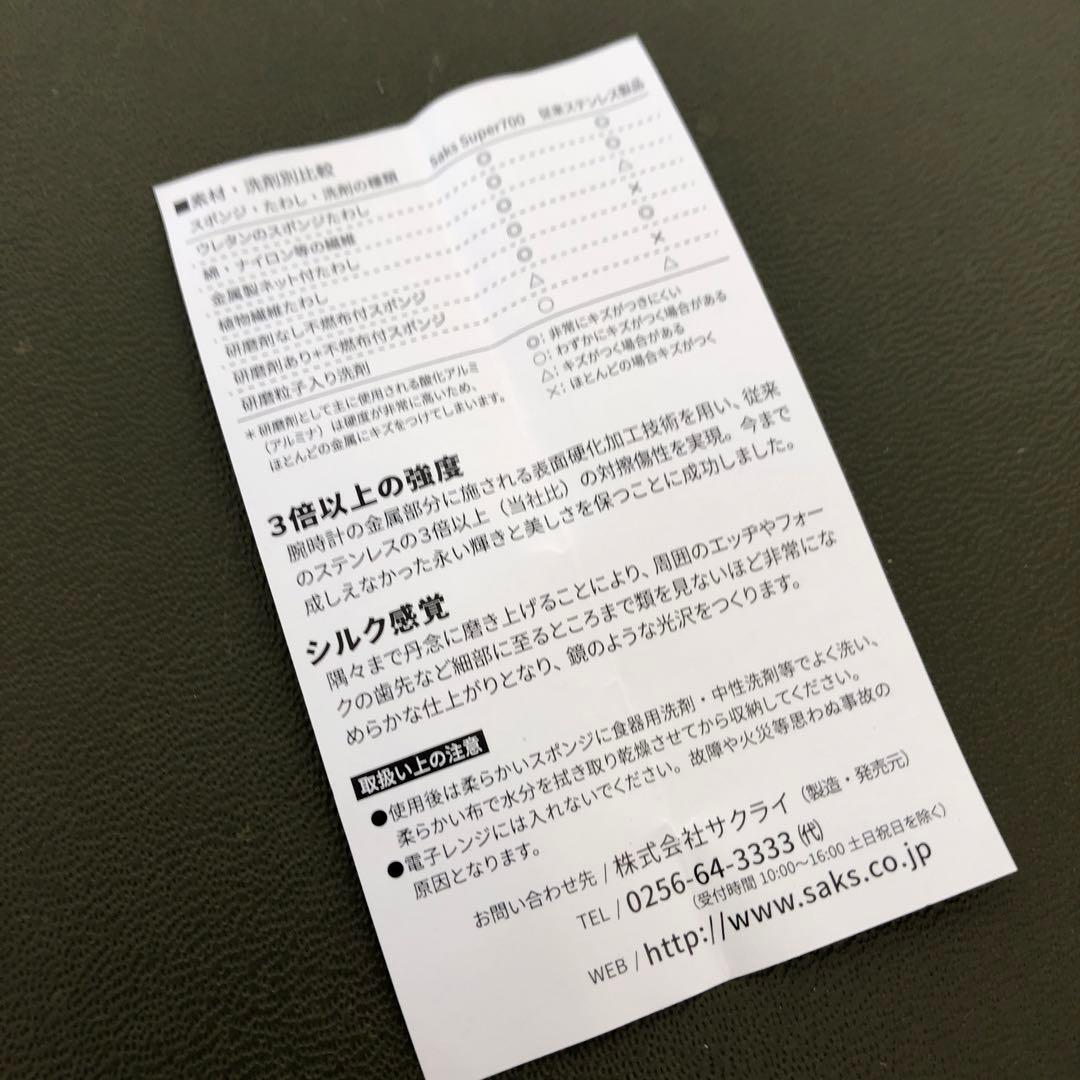 ■素材・洗剤別比較
スポンジ・たわし・洗剤の種類 saks Super700 従来ステンレス製品
ウレタンのスポンジたわし ◎ ◎
綿・ナイロン等の繊維 ◎ ◎
金属製ネット付たわし ◎ △
植物繊維たわし ◎ ×
研磨剤なし不燃布付スポンジ ◎ ◎
研磨剤あり+不燃布付スポンジ △ ×
研磨粒子入り洗剤 ○ △
＊研磨剤として主に使用される酸化アルミ
（アルミナ）は硬度が非常に高いため、
ほとんどの金属にキズをつけてしまいます。
◎: 非常にキズがつきにくい
○: わずかにキズがつく場合がある
△: キズがつく場合がある
×: ほとんどの場合キズがつく
3倍以上の強度
腕時計の金属部分に施される表面硬化加工技術を用い、従来
のステンレスの3倍以上（当社比）の対擦傷性を実現。今まで
成しえなかった永い輝きと美しさを保つことに成功しました。
シルク感覚
隅々まで丹念に磨き上げることにより、周囲のエッヂやフォー
クの歯先など細部に至るところまで類を見ないほど非常にな
めらかな仕上がりとなり、鏡のような光沢をつくります。
取扱い上の注意
●使用後は柔らかいスポンジに食器用洗剤・中性洗剤等でよく洗い、
柔らかい布で水分を拭き取り乾燥させてから収納してください。
●電子レンジには入れないでください。故障や火災等思わぬ事故の
原因となります。
お問い合わせ先 / 株式会社サクライ（製造・発売元）
TEL / 0256-64-3333 (代)
（受付時間 10:00～16:00 土日祝日を除く）
WEB / http://www.saks.co.jp